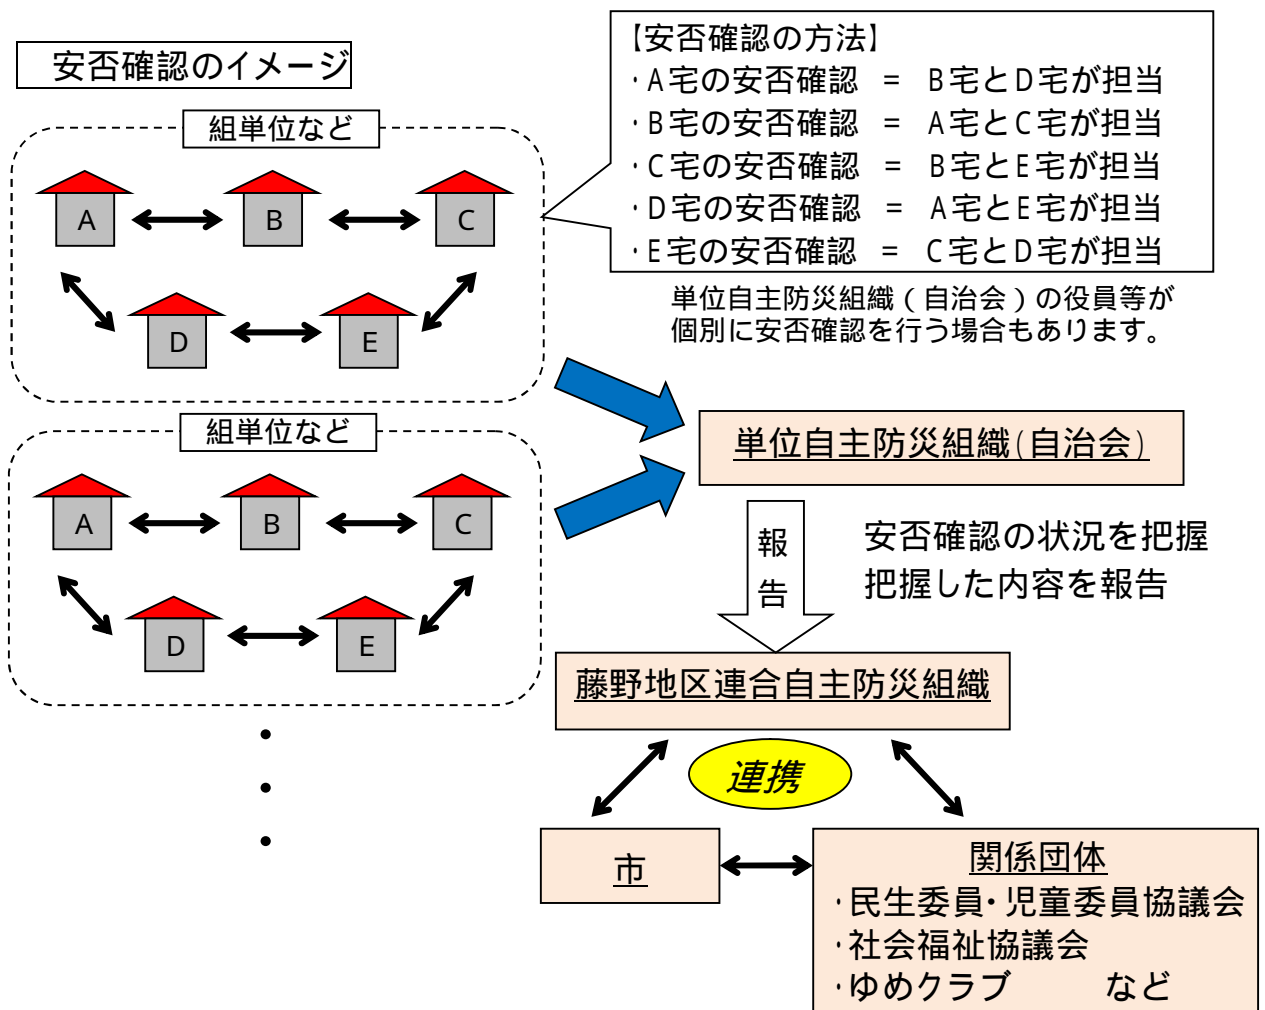 安否確認のイメージ
【安否確認の方法】
・A宅の安否確認 = B宅とD宅が担当
・B宅の安否確認 = A宅とC宅が担当
・C宅の安否確認 = B宅とE宅が担当
・D宅の安否確認 = A宅とE宅が担当
・E宅の安否確認 = C宅とD宅が担当
単位自主防災組織(自治会)の役員等が
個別に安否確認を行う場合もあります。
組単位など
A B C
D E
組単位など
A B C
D E
単位自主防災組織(自治会)
報
告
安否確認の状況を把握
把握した内容を報告
藤野地区連合自主防災組織
連携
市
関係団体
・民生委員・児童委員協議会
・社会福祉協議会
・ゆめクラブ など